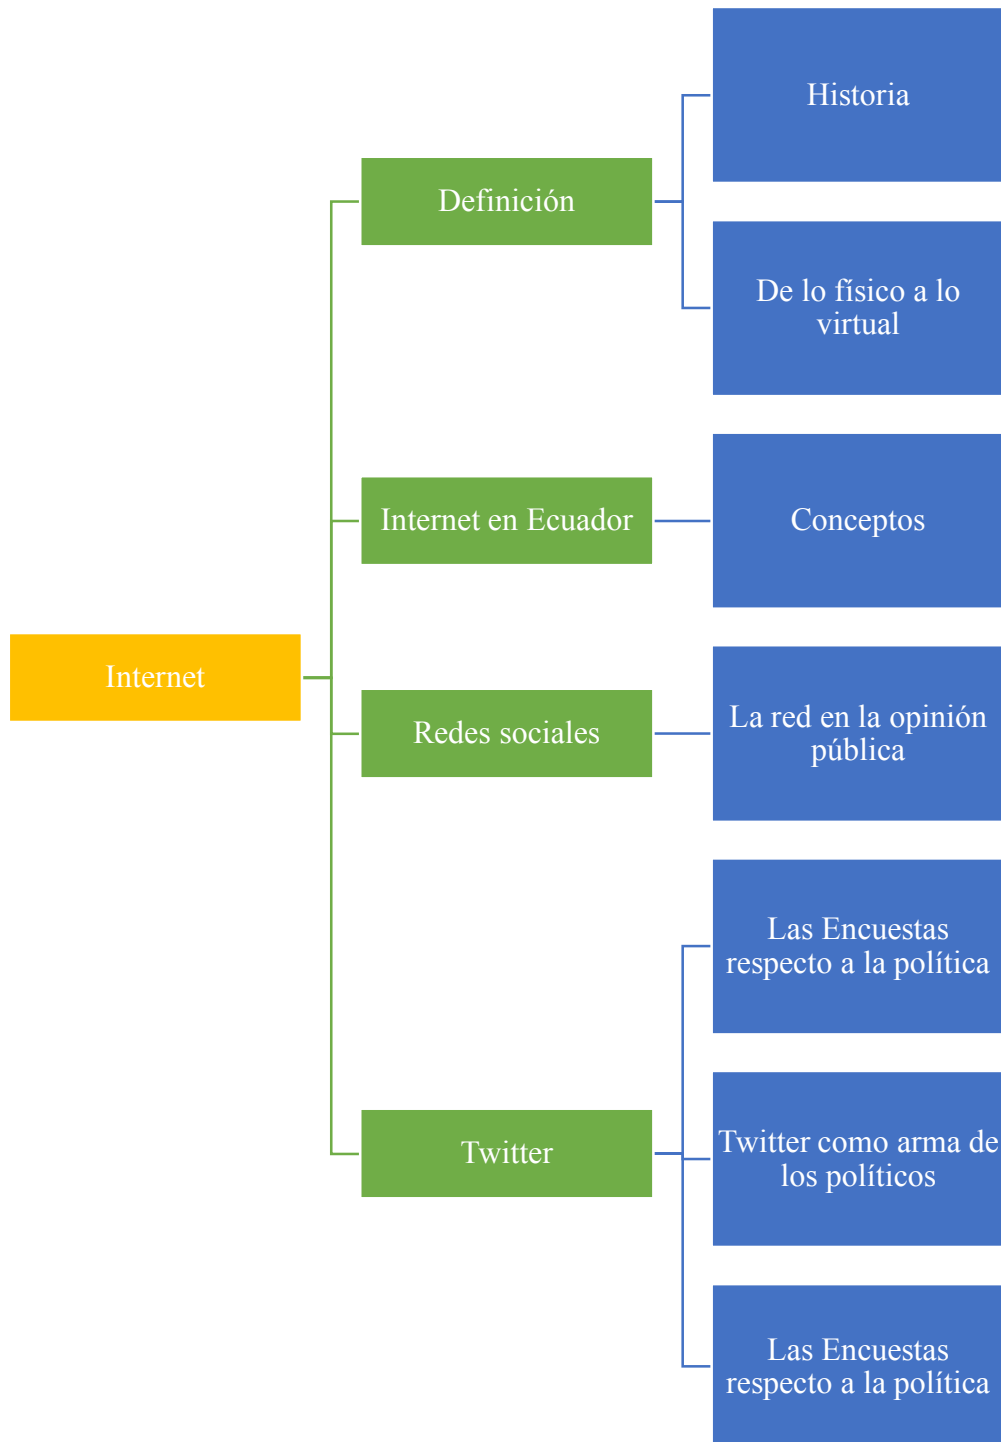 Historia
Definición
De lo físico a lo
virtual
Internet en Ecuador
Conceptos
Internet
Redes sociales
La red en la opinión
pública
Las Encuestas
respecto a la política
Twitter
Twitter como arma de
los políticos
Las Encuestas
respecto a la política